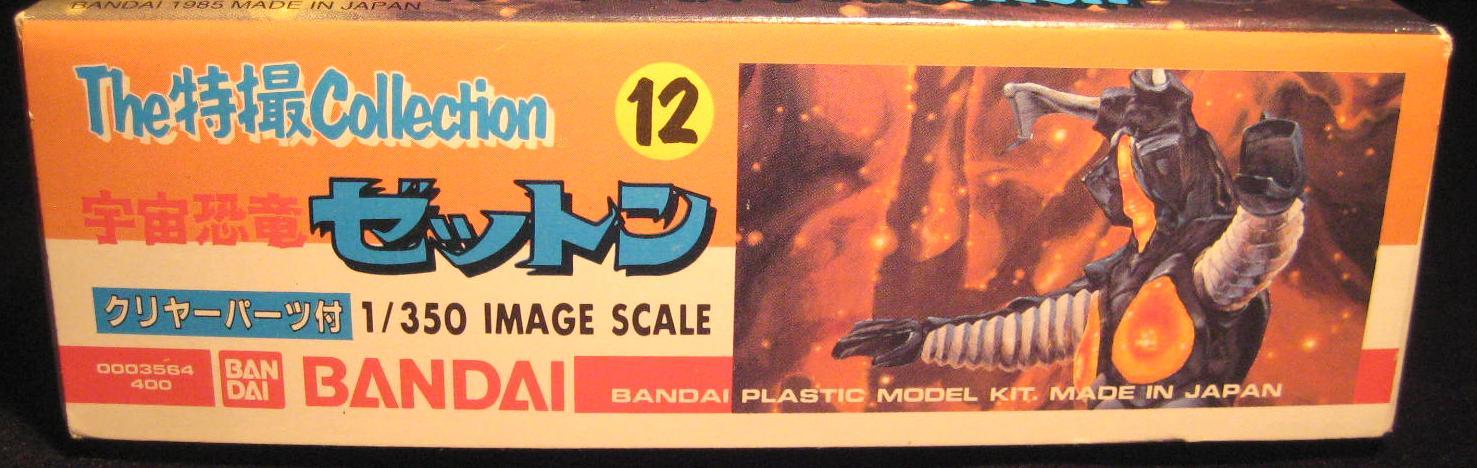 BANDAI 1985 MADE IN JAPAN
The特撮Collection
12
宇宙恐竜
ゼットン
クリヤーパーツ付 1/350 IMAGE SCALE
0003564
400
BAN
DAI
BANDAI
BANDAI PLASTIC MODEL KIT. MADE IN JAPAN